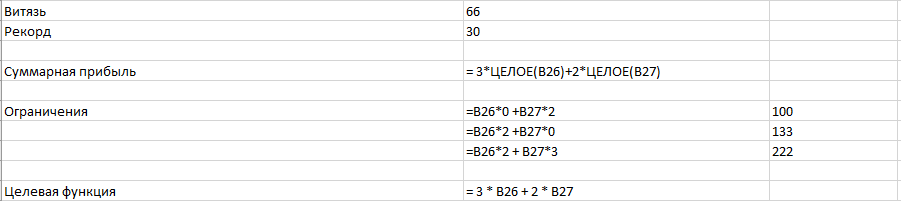 Витязь 66
Рекорд 30
Суммарная прибыль = 3*ЦЕЛОЕ(B26)+2*ЦЕЛОЕ(B27)
Ограничения =B26*0 +B27*2 100
=B26*2 +B27*0 133
=B26*2 + B27*3 222
Целевая функция = 3 * B26 + 2 * B27